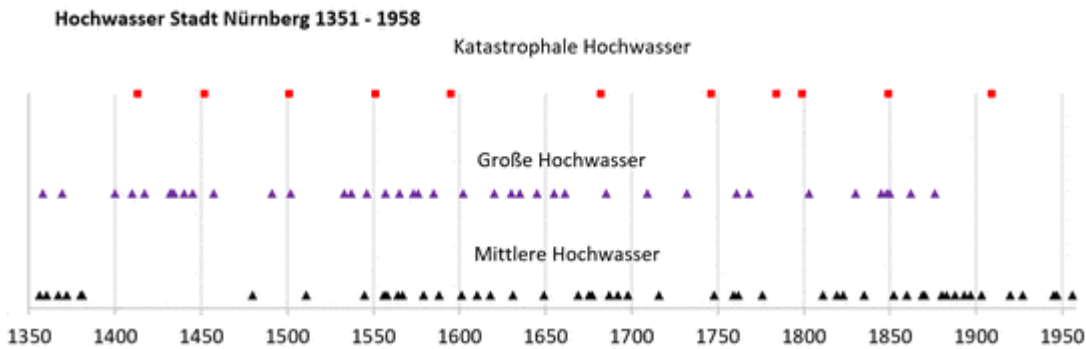 Hochwasser Stadt Nürnberg 1351 - 1958
Katastrophale Hochwasser
Große Hochwasser
Mittlere Hochwasser
1350 1400 1450 1500 1550 1600 1650 1700 1750 1800 1850 1900 1950